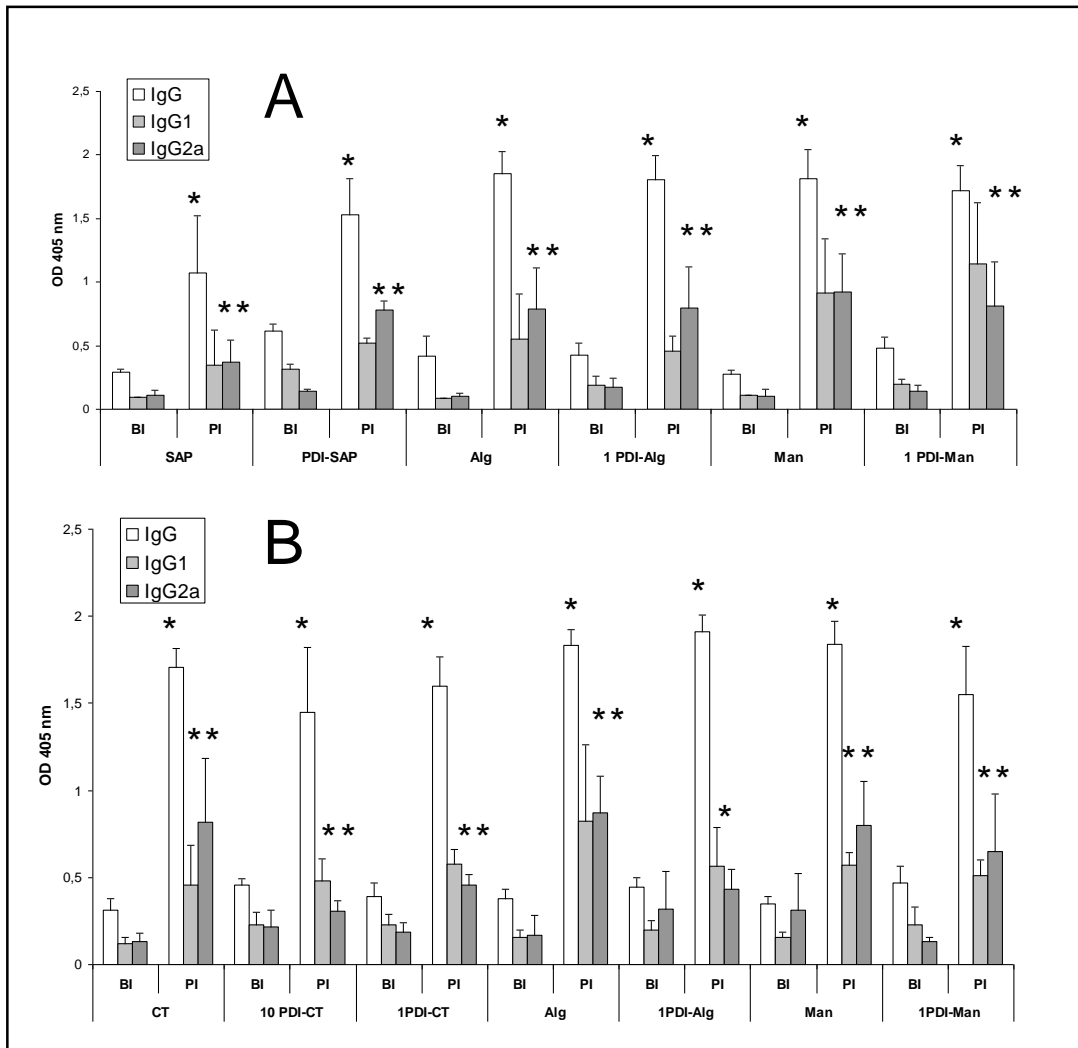 A
2,5
IgG
IgG1
IgG2a
2
1,5
1
0,5
0
OD 405 nm
* * * * * *
** ** ** ** **
BI PI BI PI BI PI BI PI BI PI BI PI
SAP PDI-SAP Alg 1 PDI-Alg Man 1 PDI-Man
B
2,5
IgG
IgG1
IgG2a
2
1,5
1
0,5
0
OD 405 nm
* * * * * * *
** ** ** ** * ** **
BI PI BI PI BI PI BI PI BI PI BI PI BI PI
CT 10 PDI-CT 1PDI-CT Alg 1PDI-Alg Man 1PDI-Man